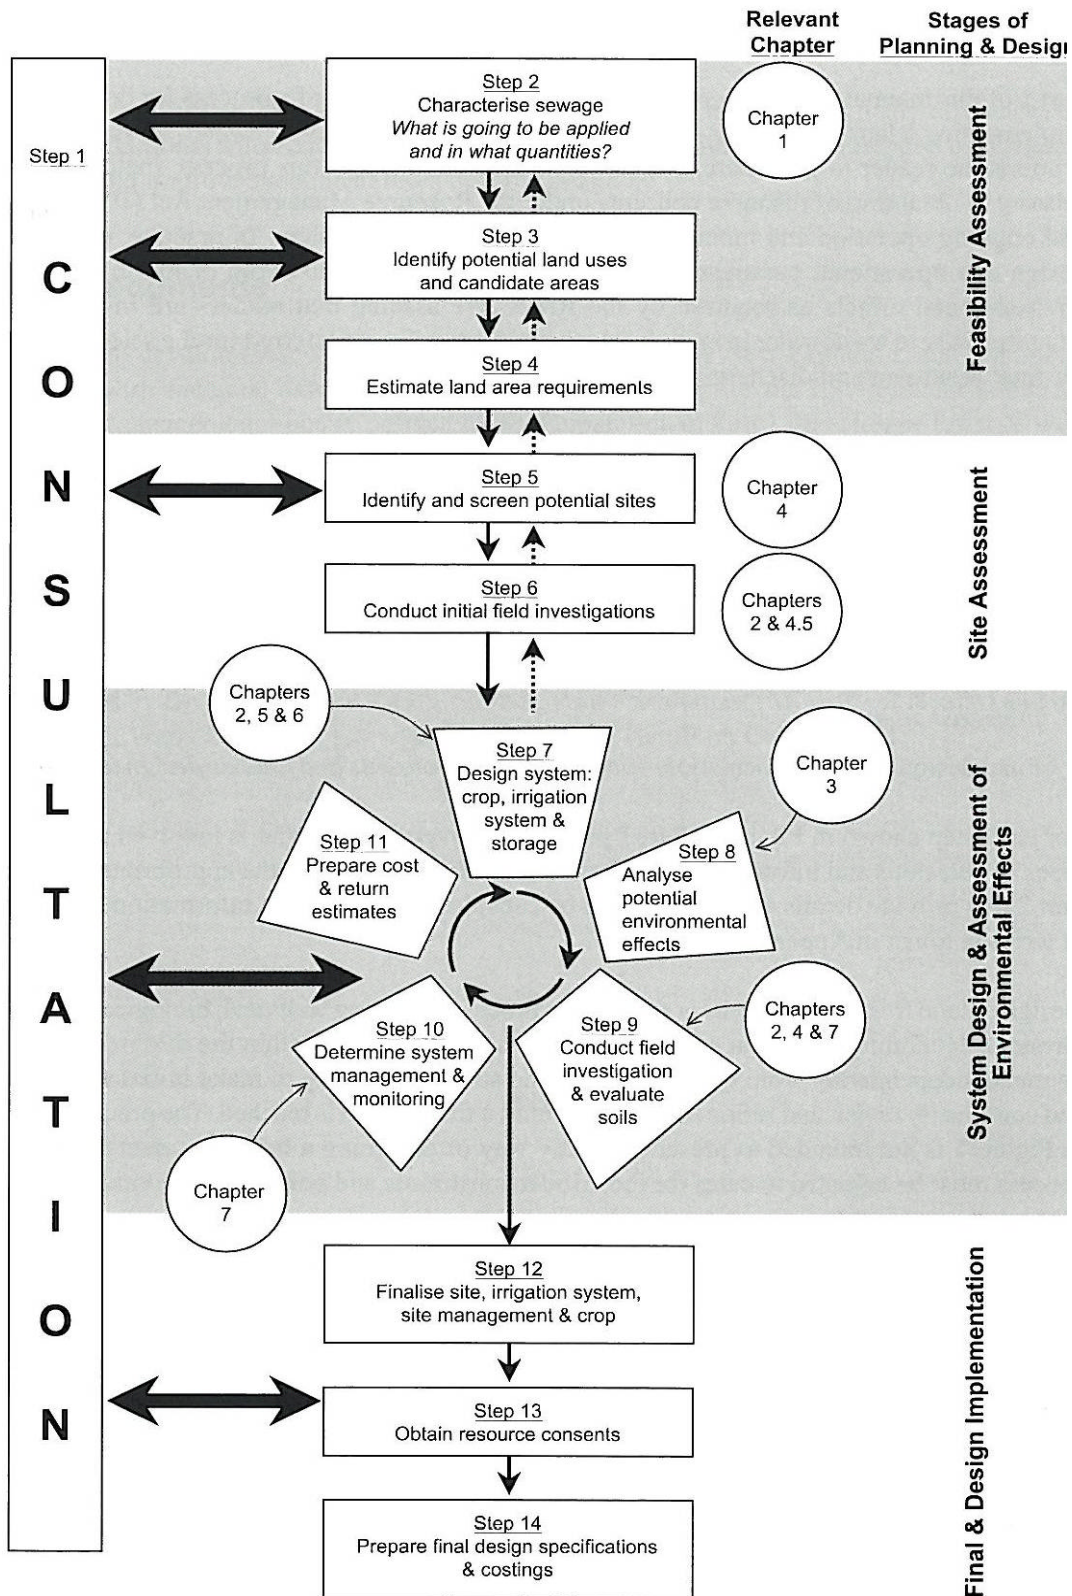 Relevant
Chapter
Stages of
Planning & Design
Step 1
CONSULTATION
Step 2
Characterise sewage
What is going to be applied
and in what quantities?
Chapter
1
Step 3
Identify potential land uses
and candidate areas
Step 4
Estimate land area requirements
Feasibility Assessment
Step 5
Identify and screen potential sites
Chapter
4
Step 6
Conduct initial field investigations
Chapters
2 & 4.5
Site Assessment
Chapters
2, 5 & 6
Step 7
Design system:
crop, irrigation
system &
storage
Chapter
3
Step 8
Analyse
potential
environmental
effects
Step 11
Prepare cost
& return
estimates
Chapters
2, 4 & 7
Step 9
Conduct field
investigation
& evaluate
soils
Step 10
Determine system
management &
monitoring
Chapter
7
System Design & Assessment of
Environmental Effects
Step 12
Finalise site, irrigation system,
site management & crop
Step 13
Obtain resource consents
Step 14
Prepare final design specifications
& costings
Final & Design Implementation